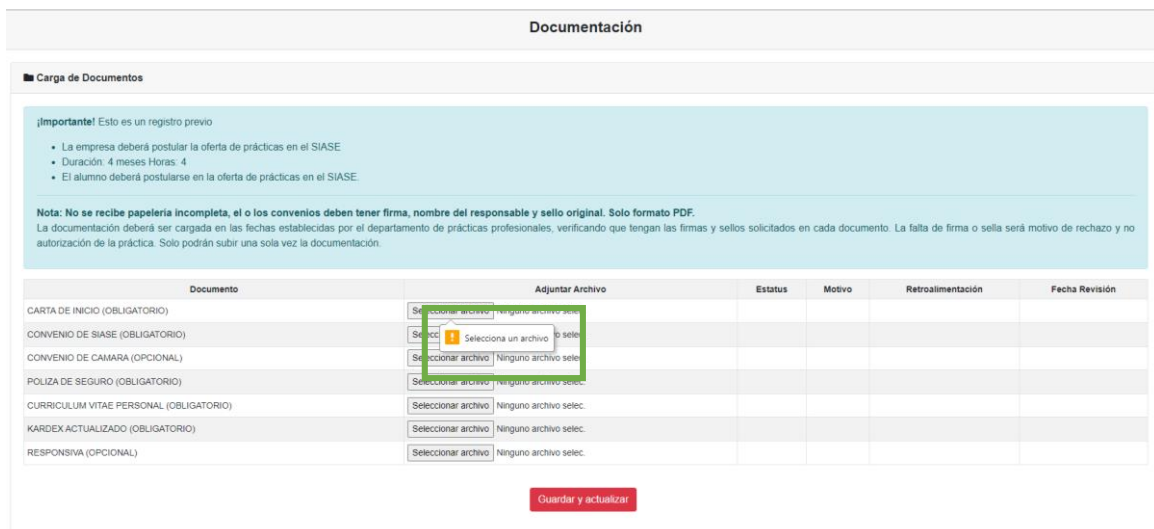 Documentación
Carga de Documentos
¡Importante! Esto es un registro previo
• La empresa deberá postular la oferta de prácticas en el SIASE
• Duración: 4 meses Horas: 4
• El alumno deberá postularse en la oferta de prácticas en el SIASE.
Nota: No se recibe papelería incompleta, el o los convenios deben tener firma, nombre del responsable y sello original. Solo formato PDF.
La documentación deberá ser cargada en las fechas establecidas por el departamento de prácticas profesionales, verificando que tengan las firmas y sellos solicitados en cada documento. La falta de firma o sella será motivo de rechazo y no
autorización de la práctica. Solo podrán subir una sola vez la documentación.
Documento Adjuntar Archivo Estatus Motivo Retroalimentación Fecha Revisión
CARTA DE INICIO (OBLIGATORIO) Seleccionar archivo Ninguno archivo selec.
CONVENIO DE SIASE (OBLIGATORIO) Selecciona un archivo
CONVENIO DE CAMARA (OPCIONAL) Seleccionar archivo Ninguno archivo selec.
POLIZA DE SEGURO (OBLIGATORIO) Seleccionar archivo Ninguno archivo selec.
CURRICULUM VITAE PERSONAL (OBLIGATORIO) Seleccionar archivo Ninguno archivo selec.
KARDEX ACTUALIZADO (OBLIGATORIO) Seleccionar archivo Ninguno archivo selec.
RESPONSIVA (OPCIONAL) Seleccionar archivo Ninguno archivo selec.
Guardar y actualizar